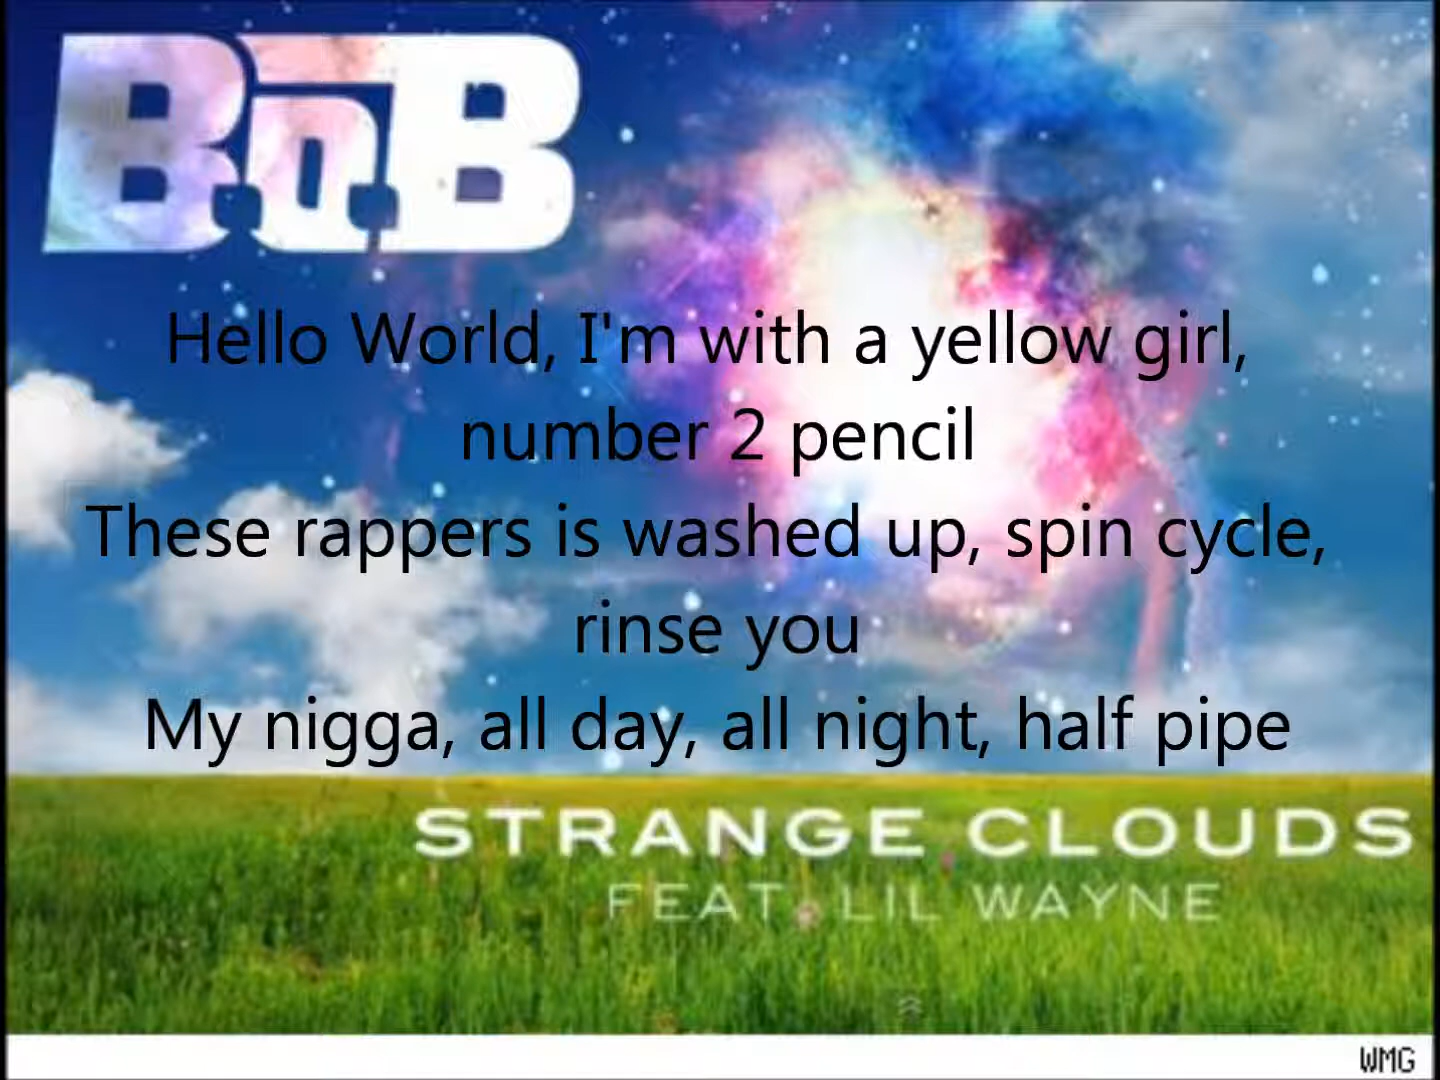 B.o.B
Hello World, I'm with a yellow girl,
number 2 pencil
These rappers is washed up, spin cycle,
rinse you
My nigga, all day, all night, half pipe
STRANGE CLOUDS
FEAT. LIL WAYNE
WMG